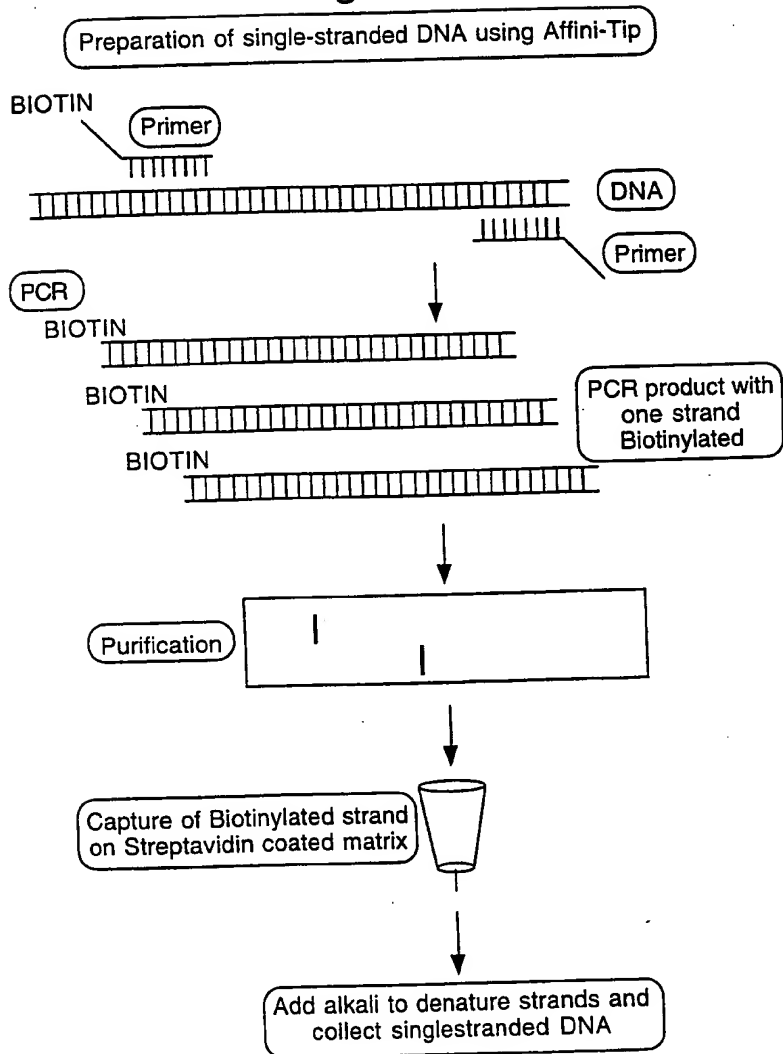 Preparation of single-stranded DNA using Affini-Tip
BIOTIN
Primer
DNA
Primer
PCR
BIOTIN
BIOTIN
BIOTIN
PCR product with
one strand
Biotinylated
Purification
Capture of Biotinylated strand
on Streptavidin coated matrix
Add alkali to denature strands and
collect singlestranded DNA